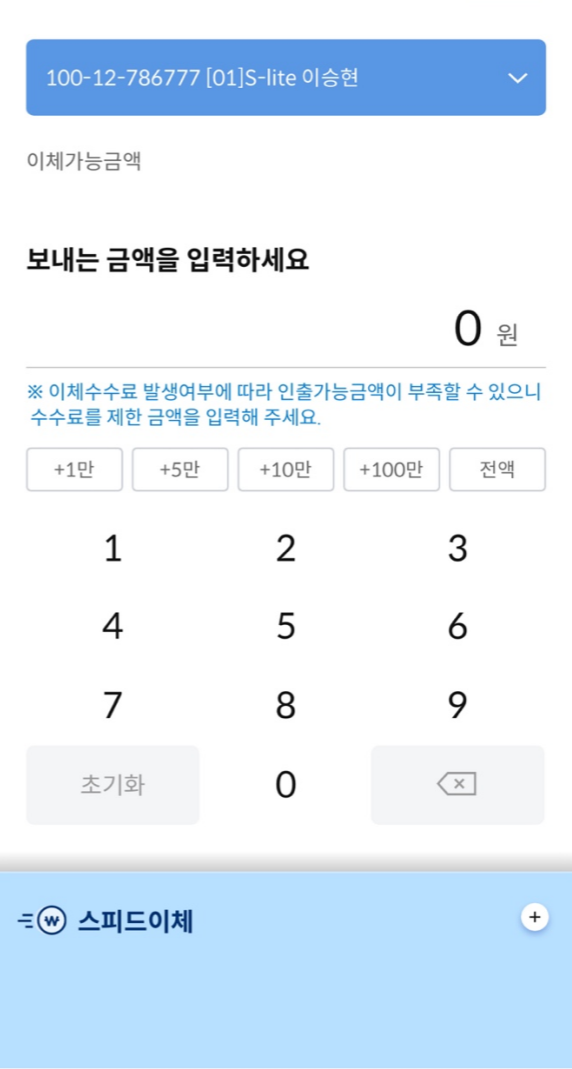 100-12-786777 [01]S-lite 이승현
이체가능금액
보내는 금액을 입력하세요
0 원
※ 이체수수료 발생여부에 따라 인출가능금액이 부족할 수 있으니
수수료를 제한 금액을 입력해 주세요.
+1만 +5만 +10만 +100만 전액
1 2 3
4 5 6
7 8 9
초기화 0
₩ 스피드이체 +